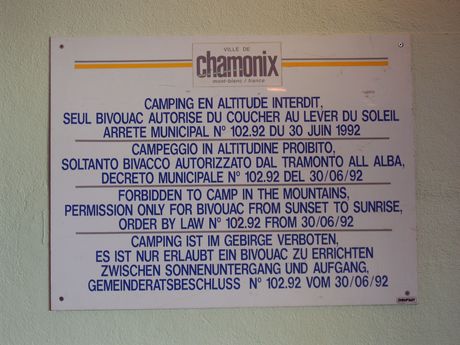 VILLE DE
chamonix
mont-blanc / france
CAMPING EN ALTITUDE INTERDIT,
SEUL BIVOUAC AUTORISE DU COUCHER AU LEVER DU SOLEIL
ARRETE MUNICIPAL N° 102.92 DU 30 JUIN 1992
CAMPEGGIO IN ALTITUDINE PROIBITO,
SOLTANTO BIVACCO AUTORIZZATO DAL TRAMONTO ALL ALBA,
DECRETO MUNICIPALE N° 102.92 DEL 30/06/92
FORBIDDEN TO CAMP IN THE MOUNTAINS,
PERMISSION ONLY FOR BIVOUAC FROM SUNSET TO SUNRISE,
ORDER BY LAW N° 102.92 FROM 30/06/92
CAMPING IST IM GEBIRGE VERBOTEN,
ES IST NUR ERLAUBT EIN BIVOUAC ZU ERRICHTEN
ZWISCHEN SONNENUNTERGANG UND AUFGANG,
GEMEINDERATSBESCHLUSS N° 102.92 VOM 30/06/92